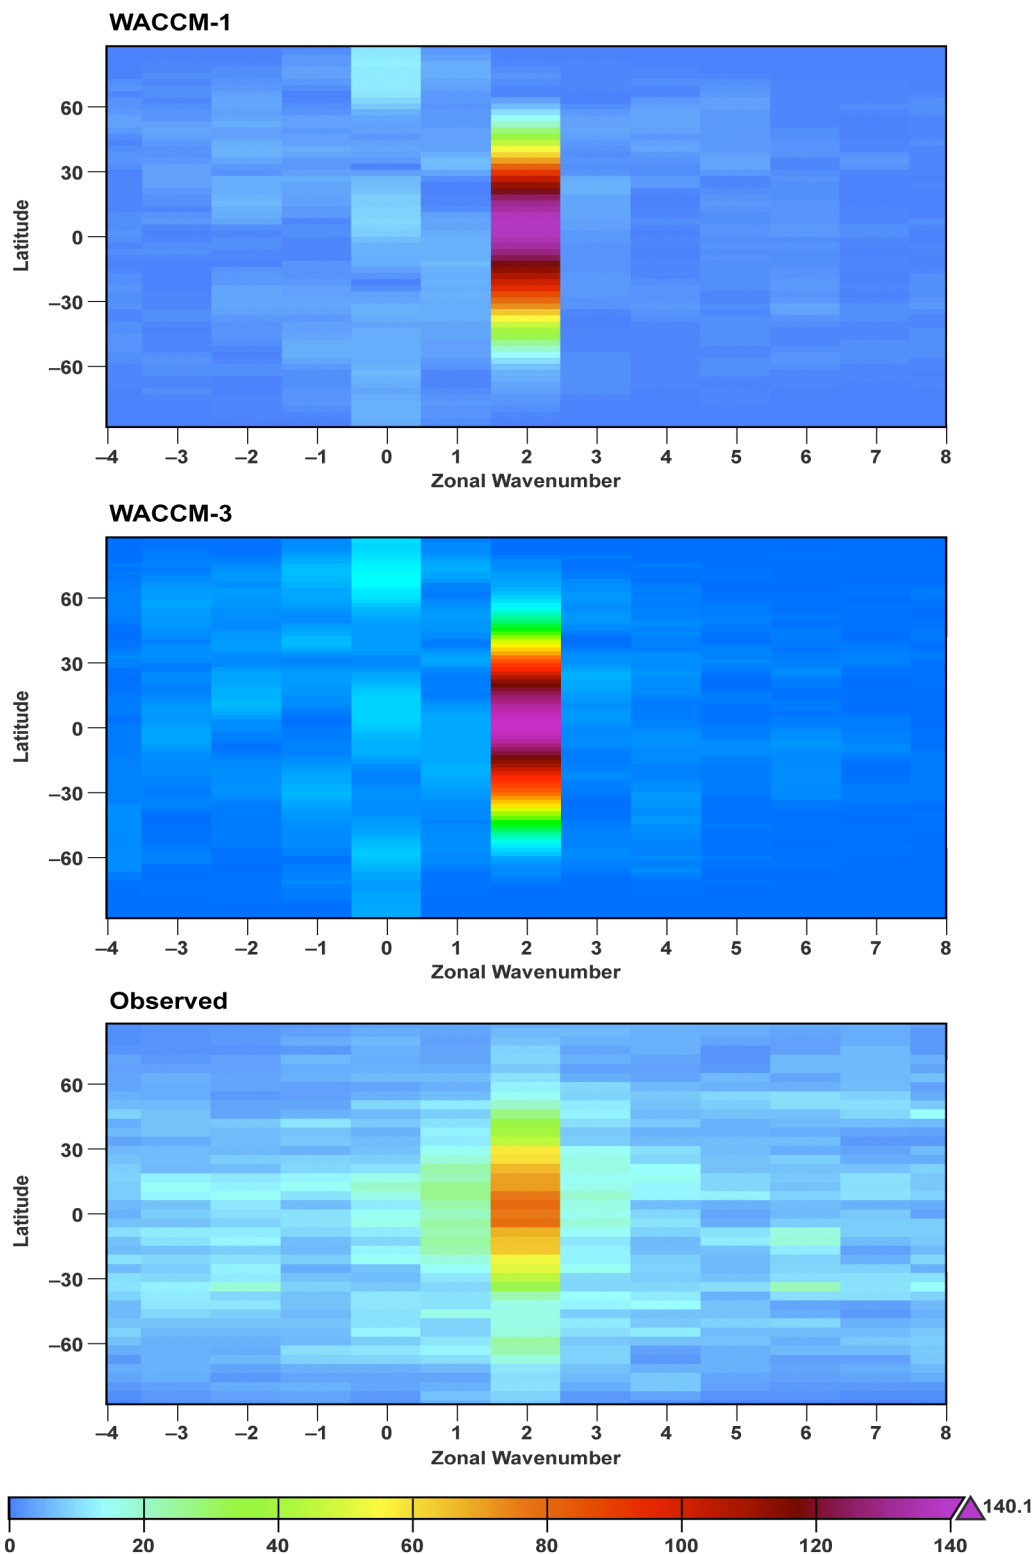 WACCM-1
60
30
0
–30
–60
Latitude
–4 –3 –2 –1 0 1 2 3 4 5 6 7 8
Zonal Wavenumber
WACCM-3
60
30
0
–30
–60
Latitude
–4 –3 –2 –1 0 1 2 3 4 5 6 7 8
Zonal Wavenumber
Observed
60
30
0
–30
–60
Latitude
–4 –3 –2 –1 0 1 2 3 4 5 6 7 8
Zonal Wavenumber
140.1
0 20 40 60 80 100 120 140